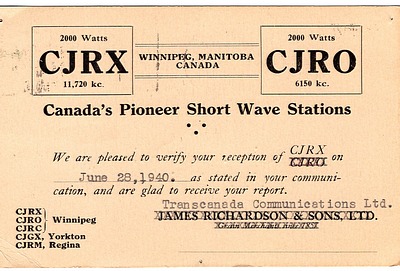 2000 Watts
CJRX
11,720 kc.
WINNIPEG, MANITOBA
CANADA
2000 Watts
CJRO
6150 kc.
Canada's Pioneer Short Wave Stations
We are pleased to verify your reception of CJRX CJRO on
June 28,1940. as stated in your communi-
cation, and are glad to receive your report.
Transcanada Communications Ltd.
JAMES RICHARDSON & SONS, LTD.
CJRX
CJRO Winnipeg
CJRC
CJGX, Yorkton
CJRM, Regina